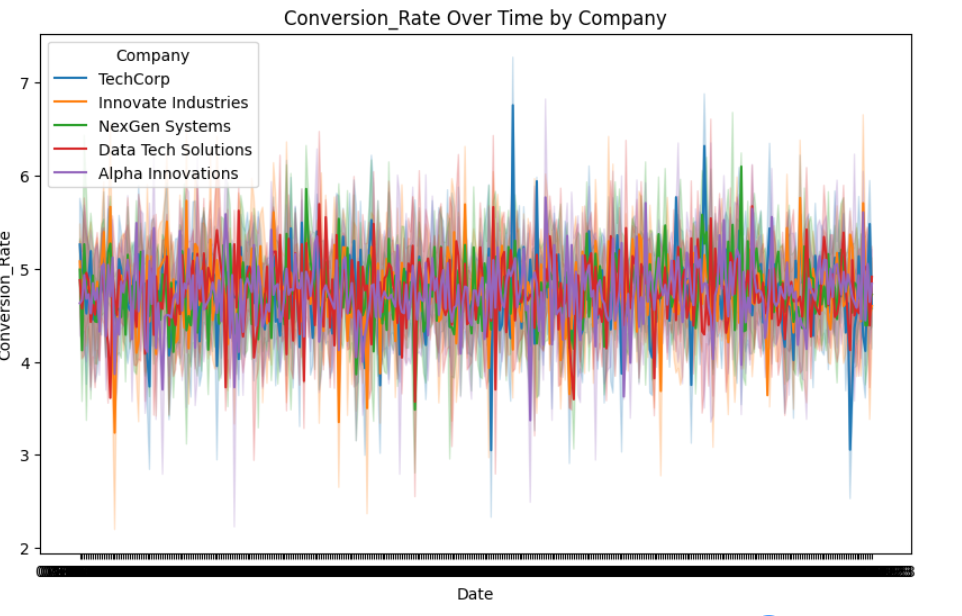 Conversion_Rate Over Time by Company
Company
TechCorp
Innovate Industries
NexGen Systems
Data Tech Solutions
Alpha Innovations
7
6
5
4
3
2
Conversion_Rate
Date